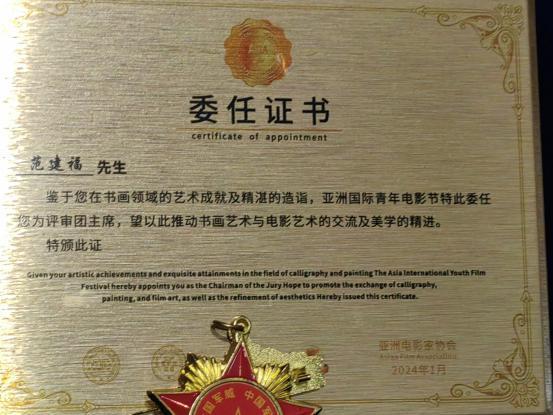 委任证书
certificate of appointment
范建福 先生
鉴于您在书画领域的艺术成就及精湛的造诣，亚洲国际青年电影节特此委任
您为评审团主席，望以此推动书画艺术与电影艺术的交流及美学的精进。
特颁此证
Given your artistic achievements and exquisite attainments in the field of calligraphy and painting The Asia International Youth Film
Festival hereby appoints you as the Chairman of the Jury Hope to promote the exchange of calligraphy,
painting, and film art, as well as the refinement of aesthetics Hereby issued this certificate.
亚洲电影家协会
Asian Film Association
2024年1月
国军威 中国军